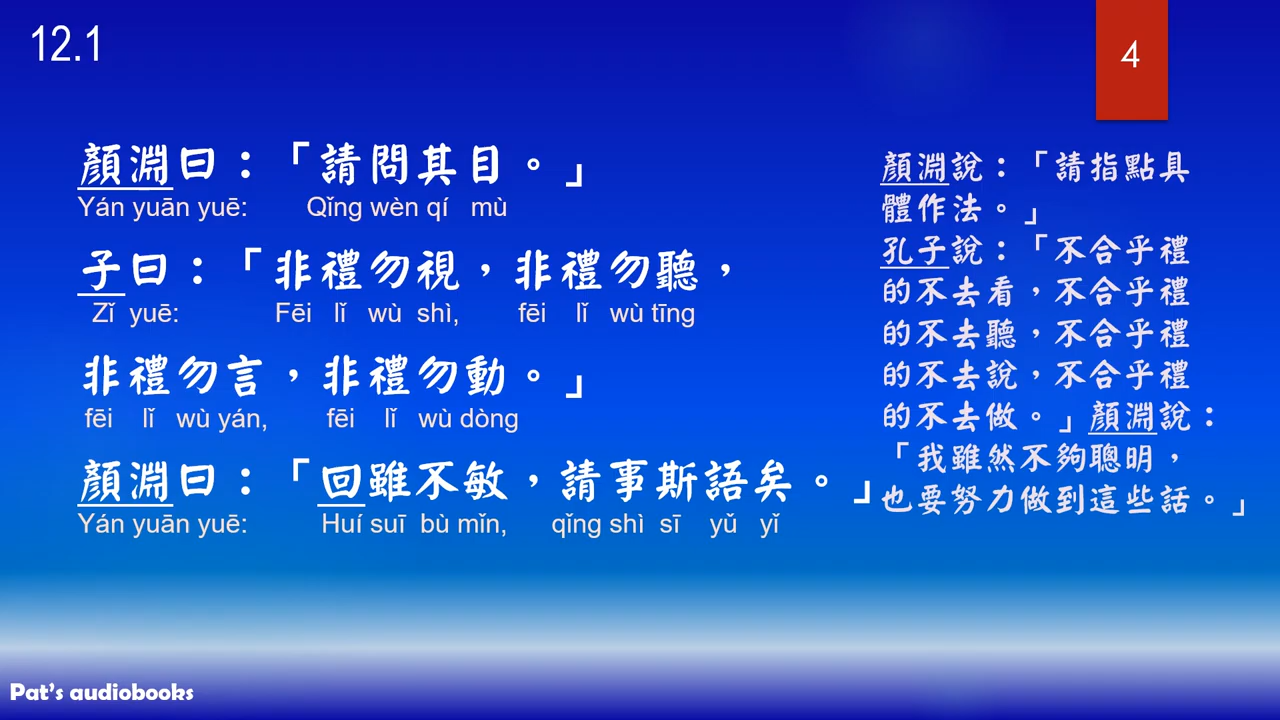 12.1
4
顏淵曰：「請問其目。」
Yán yuān yuē: Qǐng wèn qí mù
子曰：「非禮勿視，非禮勿聽，
Zǐ yuē: Fēi lǐ wù shì, fēi lǐ wù tīng
非禮勿言，非禮勿動。」
fēi lǐ wù yán, fēi lǐ wù dòng
顏淵曰：「回雖不敏，請事斯語矣。」
Yán yuān yuē: Huí suī bù mǐn, qǐng shì sī yǔ yǐ
顏淵說：「請指點具
體作法。」
孔子說：「不合乎禮
的不去看，不合乎禮
的不去聽，不合乎禮
的不去說，不合乎禮
的不去做。」顏淵說：
「我雖然不夠聰明，
也要努力做到這些話。」
Pat's audiobooks